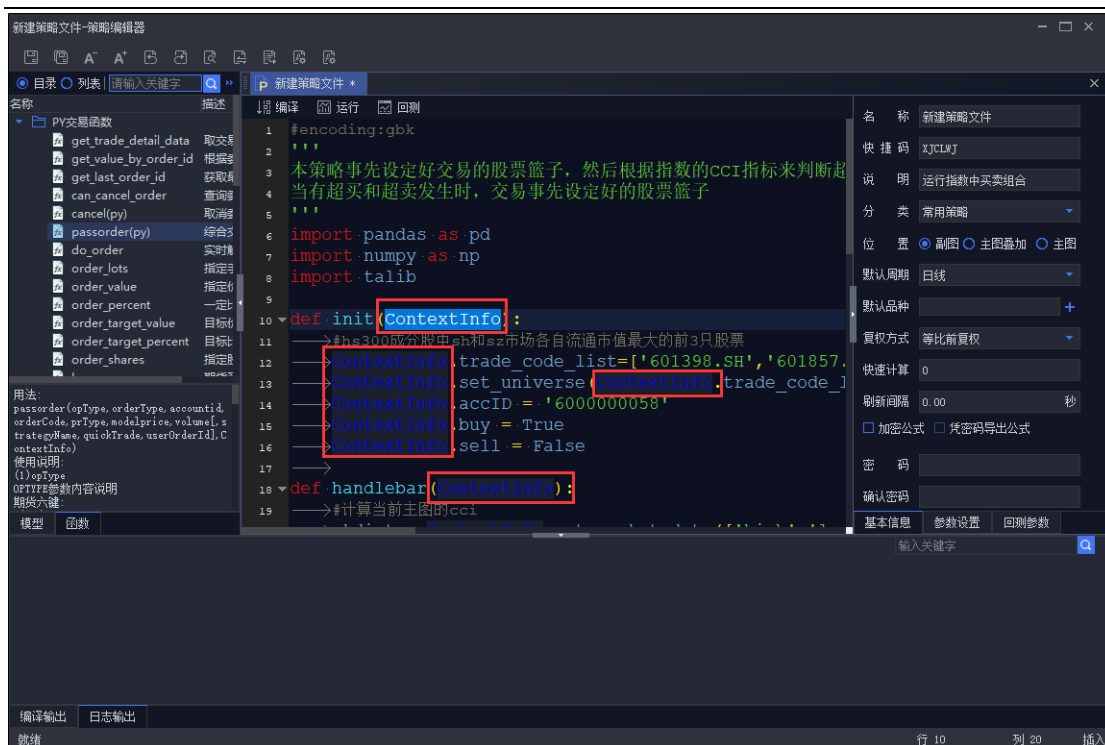 新建策略文件-策略编辑器
目录 列表 请输入关键字
名称 描述
PY交易函数
get_trade_detail_data 取交易
get_value_by_order_id 根据委
get_last_order_id 获取最
can_cancel_order 查询委
cancel(py) 取消委
passorder(py) 综合交
do_order 实时触
order_lots 指定手
order_value 指定价
order_percent 一定比
order_target_value 目标价
order_target_percent 目标比
order_shares 指定股
用法:
passorder(opType, orderType, accountid,
orderCode, prType, modelprice, volume[, s
trategyName, quickTrade, userOrder
Id], C
ontextInfo)
使用说明:
(1)opType
OPTYPE参数内容说明
期货六键:
模型 函数
新建策略文件 *
编译 运行 回测
1 #encoding:gbk
2 '''
3 本策略事先设定好交易的股票篮子，然后根据指数的CCI指标来判断超
4 当有超买和超卖发生时，交易事先设定好的股票篮子
5 '''
6 import pandas as pd
7 import numpy as np
8 import talib
9
10 def init(ContextInfo):
11 #hs300成分股中sh和sz市场各自流通市值最大的前3只股票
12 ContextInfo.trade_code_list=['601398.SH','601857.
13 ContextInfo.set_universe(ContextInfo.trade_code_l
14 ContextInfo.accID = '6000000058'
15 ContextInfo.buy = True
16 ContextInfo.sell = False
17
18 def handlebar(ContextInfo):
19 #计算当前主图的cci
名 称 新建策略文件
快捷码 XJCLWJ
说 明 运行指数中买卖组合
分 类 常用策略
位 置 副图 主图叠加 主图
默认周期 日线
默认品种 +
复权方式 等比前复权
快速计算 0
刷新间隔 0.00 秒
加密公式 凭密码导出公式
密 码
确认密码
基本信息 参数设置 回测参数
输入关键字
编译输出 日志输出
就绪 行 10 列 20 插入